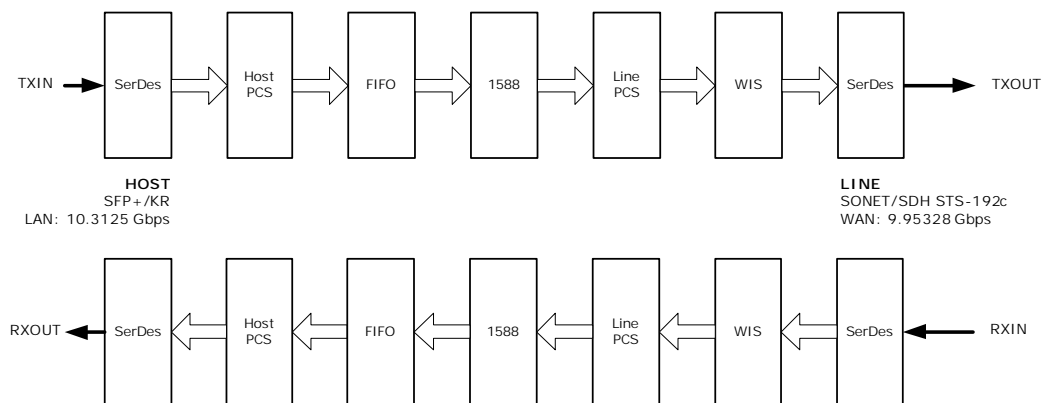 TXIN
SerDes
Host
PCS
FIFO
1588
Line
PCS
WIS
SerDes
TXOUT
HOST
SFP+/KR
LAN: 10.3125 Gbps
LINE
SONET/SDH STS-192c
WAN: 9.95328 Gbps
RXOUT
SerDes
Host
PCS
FIFO
1588
Line
PCS
WIS
SerDes
RXIN